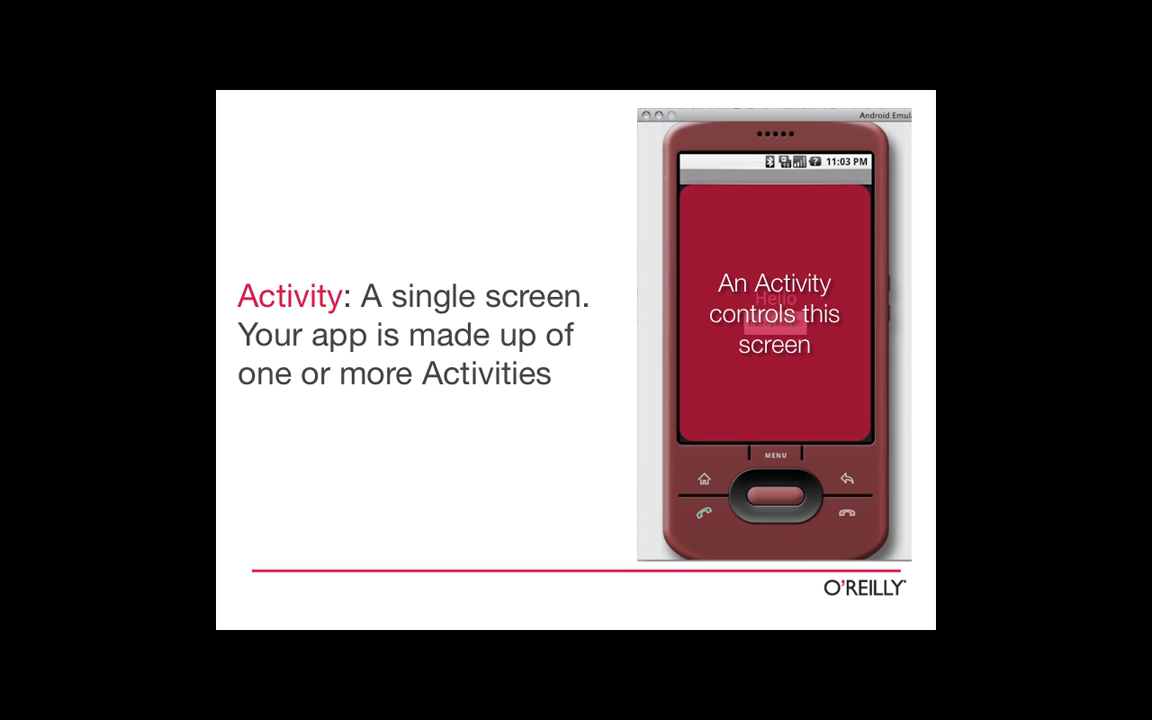 Android Emul
11:03 PM
Activity: A single screen.
Your app is made up of
one or more Activities
An Activity
Hello
controls this
screen
MENU
O'REILLY